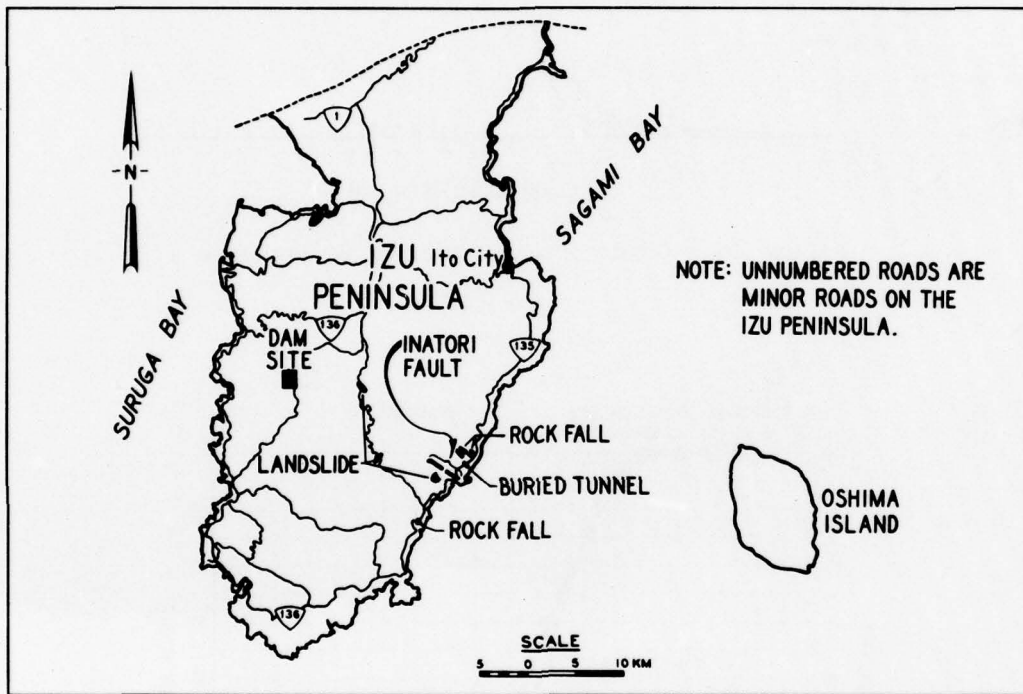 1
-N-
SAGAMI BAY
IZU
Ito City
PENINSULA
NOTE: UNNUMBERED ROADS ARE
MINOR ROADS ON THE
IZU PENINSULA.
SURUGA BAY
136
DAM
SITE
INATORI
FAULT
135
ROCK FALL
LANDSLIDE
BURIED TUNNEL
OSHIMA
ISLAND
ROCK FALL
136
SCALE
5 0 5 10 KM